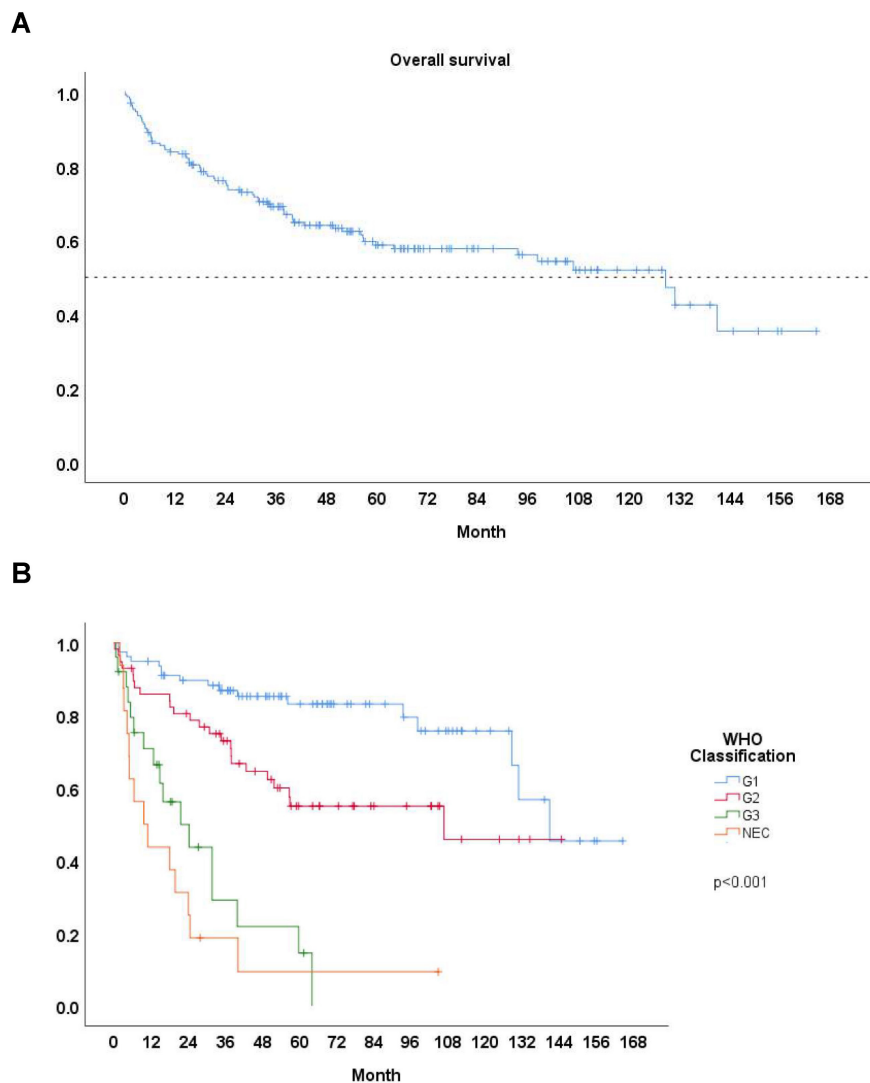 A
Overall survival
1.0
0.8
0.6
0.4
0.2
0.0
0 12 24 36 48 60 72 84 96 108 120 132 144 156 168
Month
B
1.0
0.8
0.6
0.4
0.2
0.0
0 12 24 36 48 60 72 84 96 108 120 132 144 156 168
Month
WHO
Classification
G1
G2
G3
NEC
p<0.001